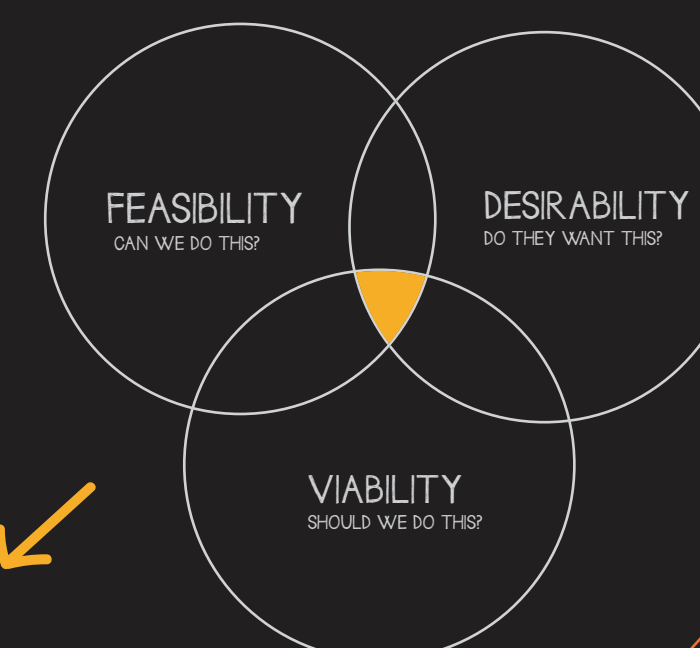 FEASIBILITY
CAN WE DO THIS?
DESIRABILITY
DO THEY WANT THIS?
VIABILITY
SHOULD WE DO THIS?